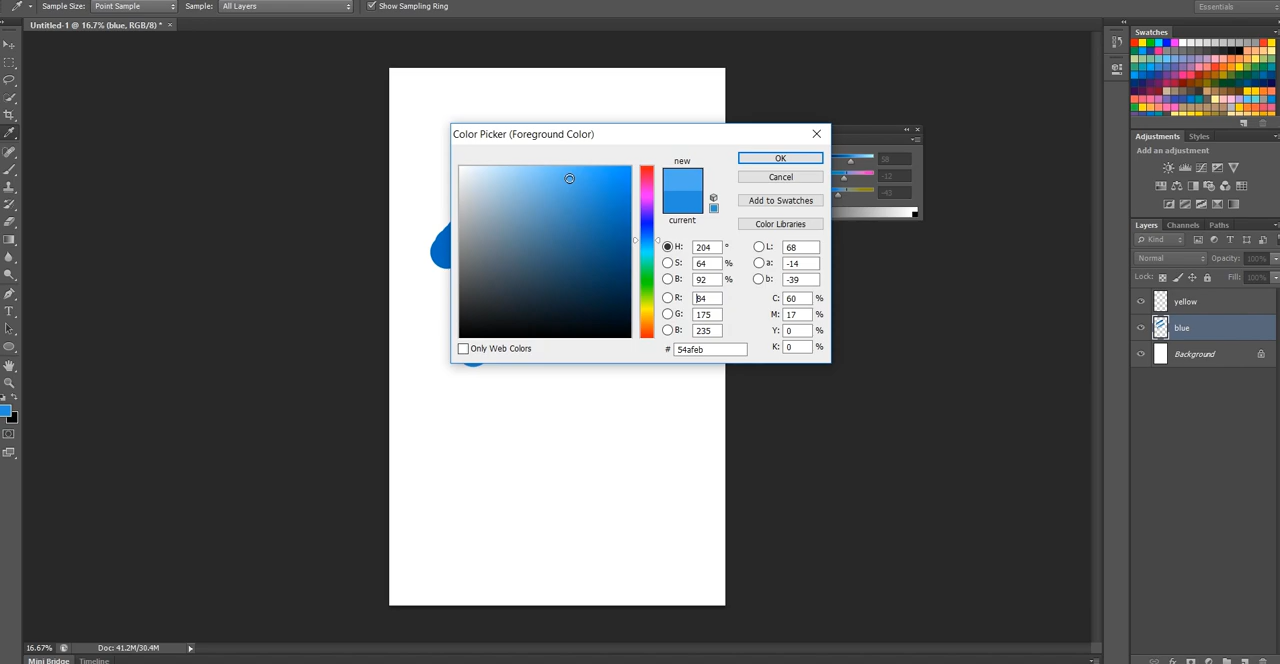 Sample Size: Point Sample Sample: All Layers Show Sampling Ring Essentials
Untitled-1 @ 16.7% (blue, RGB/8) * ×
Swatches
Color Picker (Foreground Color)
new
OK
Cancel
Add to Swatches
Color Libraries
current
H: 204 °
S: 64 %
B: 92 %
R: 84
G: 175
B: 235
L: 68
a: -14
b: -39
C: 60 %
M: 17 %
Y: 0 %
K: 0 %
# 54afeb
Only Web Colors
58
-12
-43
Adjustments Styles
Add an adjustment
Layers Channels Paths
Kind
Normal Opacity: 100%
Lock: Fill: 100%
yellow
blue
Background
16.67% Doc: 41.2M/30.4M
Mini Bridge Timeline